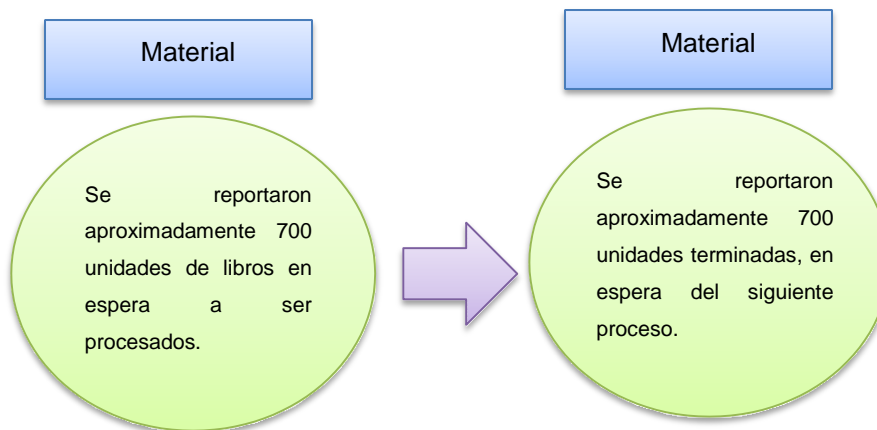 Material
Se reportaron
aproximadamente 700
unidades de libros en
espera a ser
procesados.
Material
Se reportaron
aproximadamente 700
unidades terminadas, en
espera del siguiente
proceso.